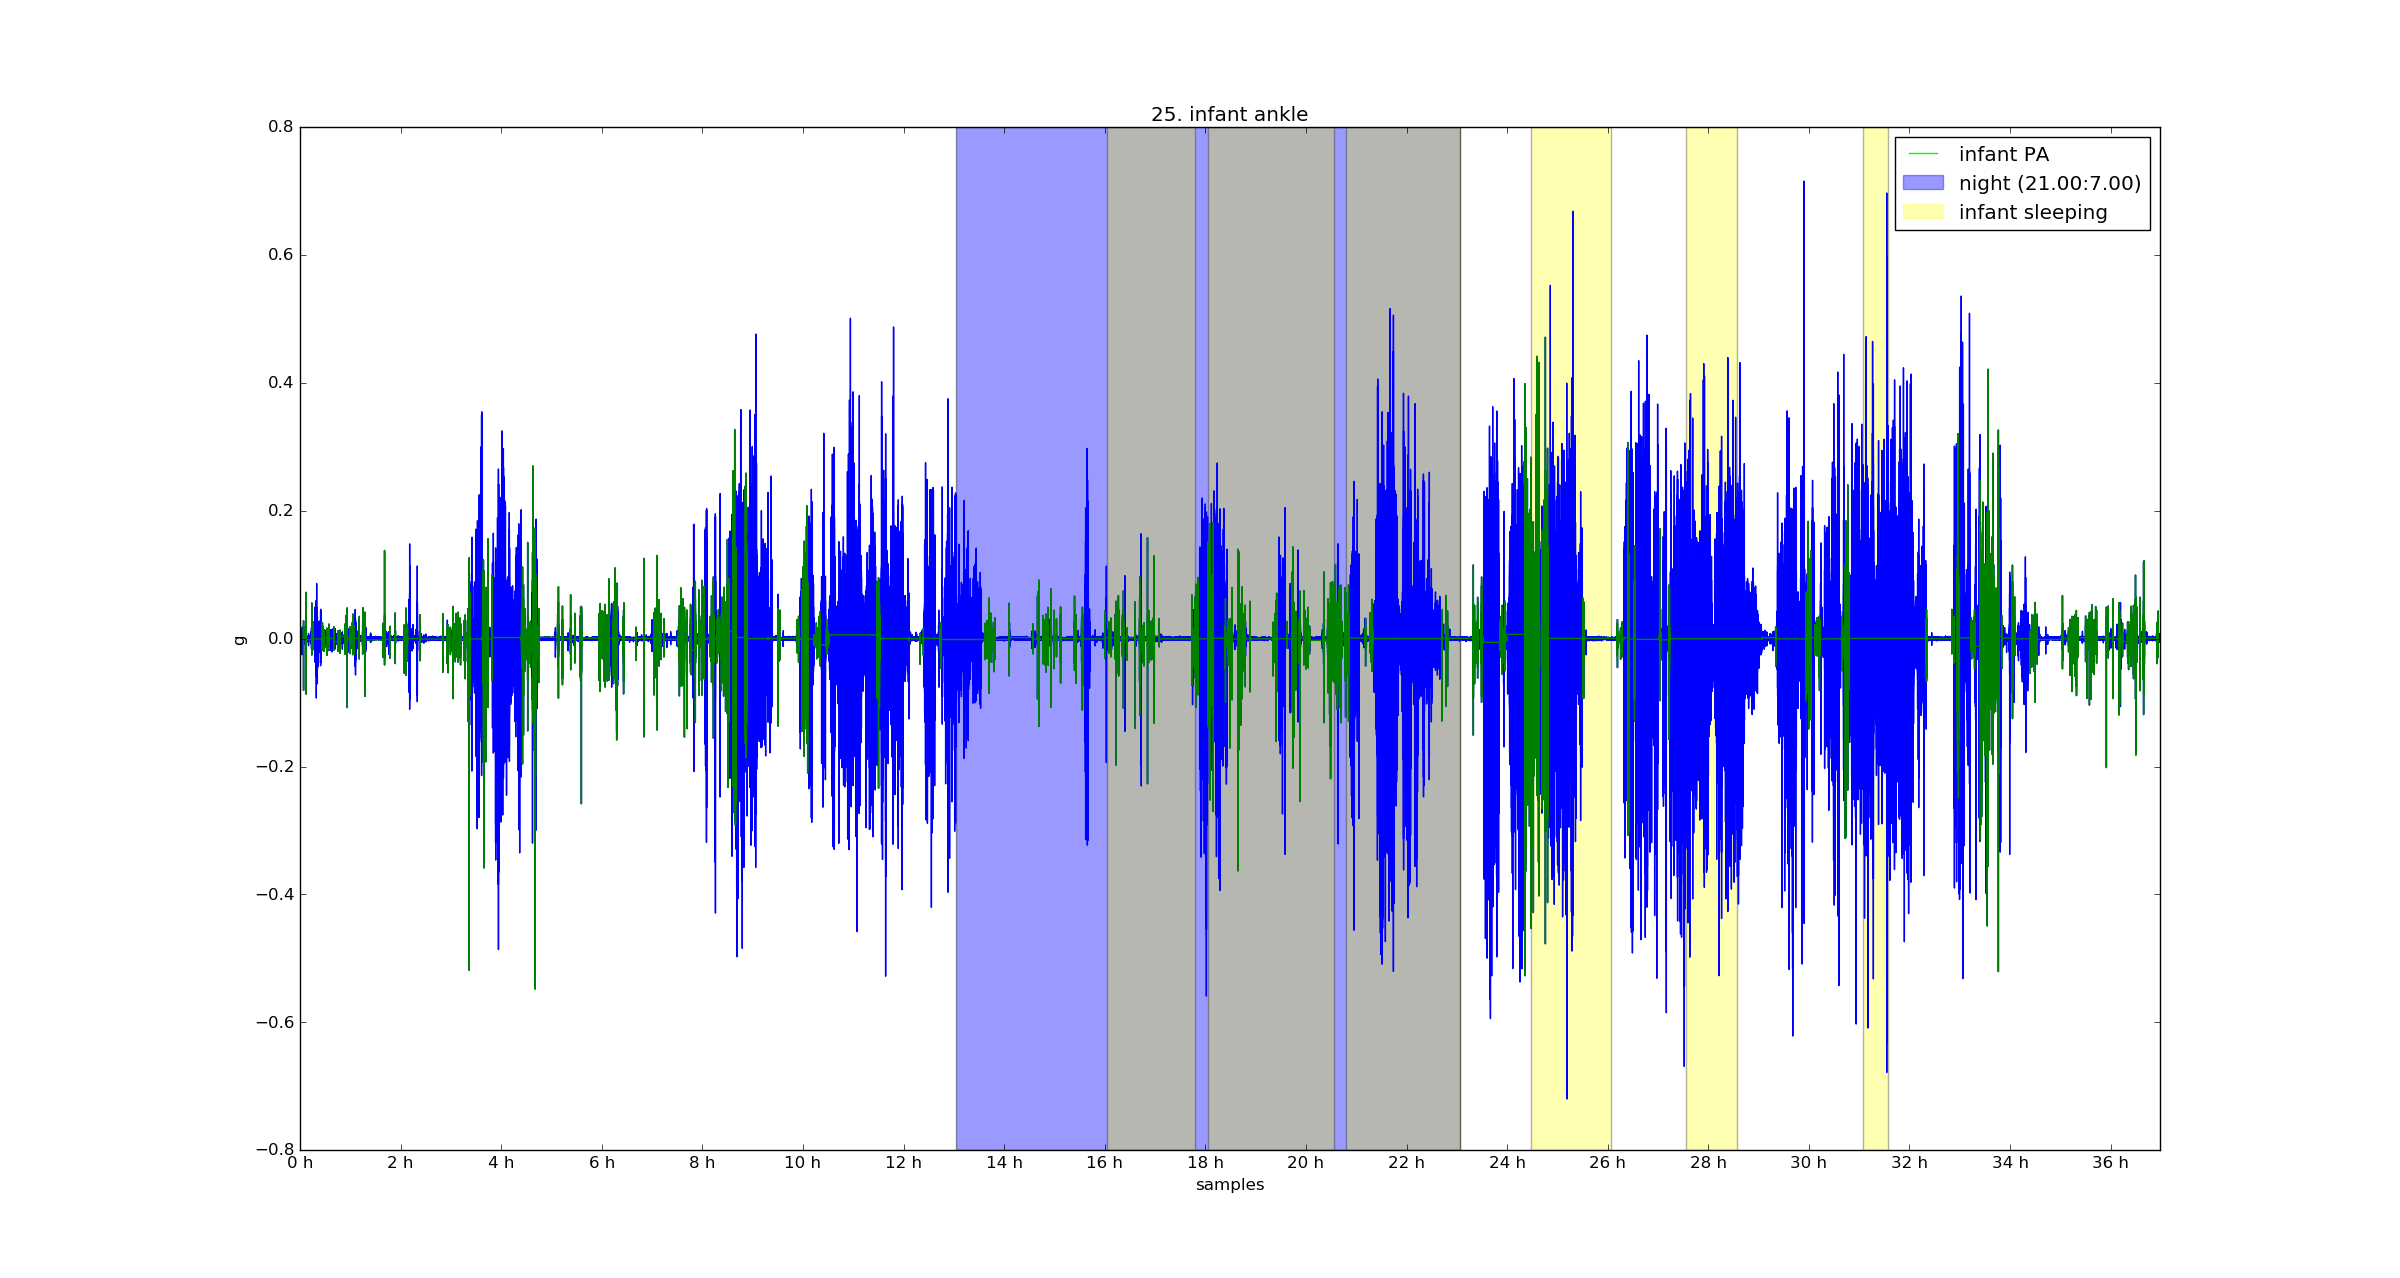 25. infant ankle
0.8
0.6
0.4
0.2
0.0
−0.2
−0.4
−0.6
−0.8
g
infant PA
night (21.00:7.00)
infant sleeping
0 h 2 h 4 h 6 h 8 h 10 h 12 h 14 h 16 h 18 h 20 h 22 h 24 h 26 h 28 h 30 h 32 h 34 h 36 h
samples